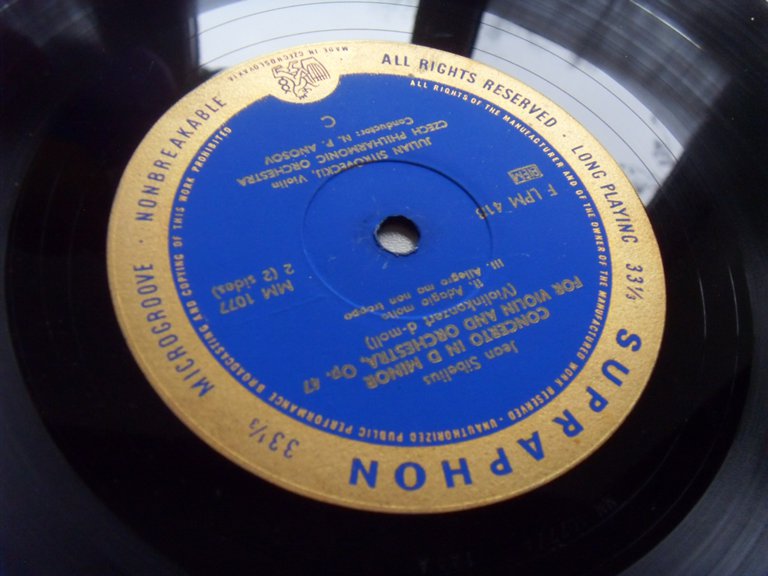 SUPRAPHON
MICROGROOVE · NONBREAKABLE
ALL RIGHTS RESERVED · LONG PLAYING
33⅓
33⅓
MADE IN CZECHOSLOVAKIA
ALL RIGHTS OF THE MANUFACTURER AND OF THE OWNER OF THE MANUFACTURED WORK RESERVED · UNAUTHORIZED PUBLIC PERFORMANCE BROADCASTING AND COPYING OF THIS WORK PROHIBITED
Jean Sibelius
CONCERTO IN D MINOR
FOR VIOLIN AND ORCHESTRA, Op. 47
(Violinkonzert d-moll)
II. Adagio molto
III. Allegro ma non troppo
MM 1077
2 (2 sides)
F LPM 413
BIEM
JULIAN SITKOVECKIJ, Violin
CZECH PHILHARMONIC ORCHESTRA
Conductor: N. P. ANOSOV
C